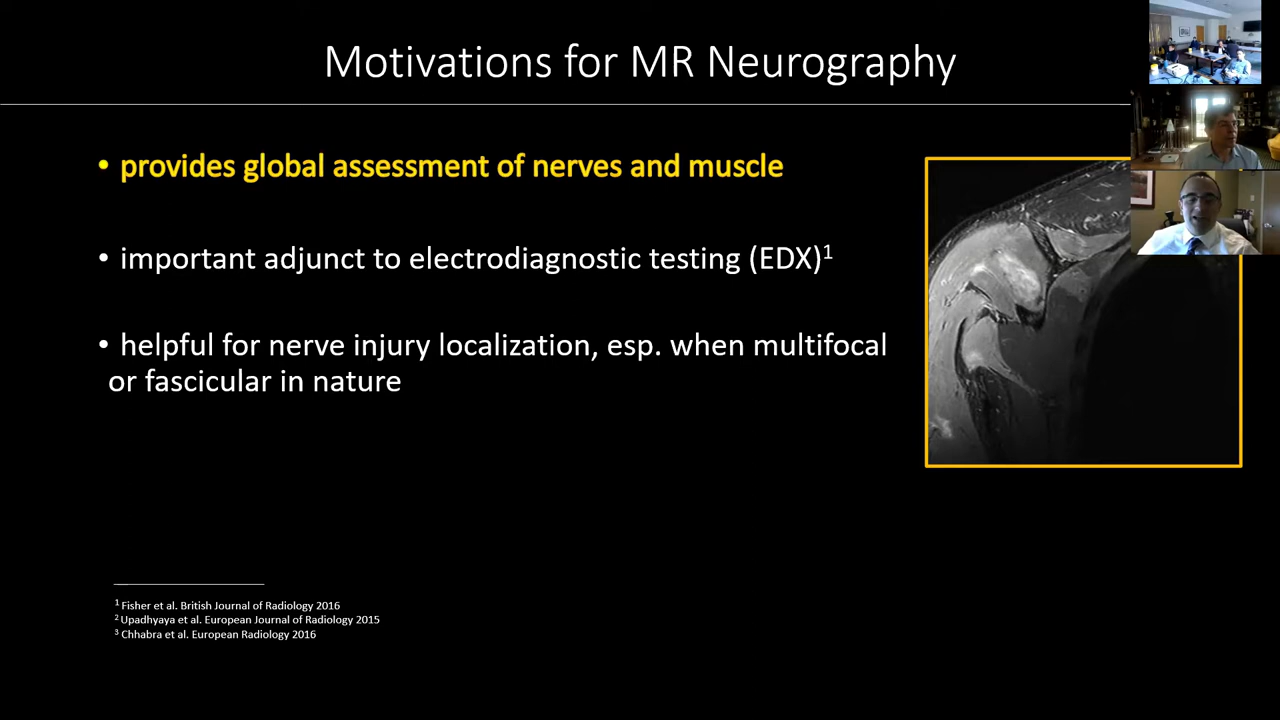 Motivations for MR Neurography
• provides global assessment of nerves and muscle
• important adjunct to electrodiagnostic testing (EDX)¹
• helpful for nerve injury localization, esp. when multifocal
or fascicular in nature
¹ Fisher et al. British Journal of Radiology 2016
² Upadhyaya et al. European Journal of Radiology 2015
³ Chhabra et al. European Radiology 2016